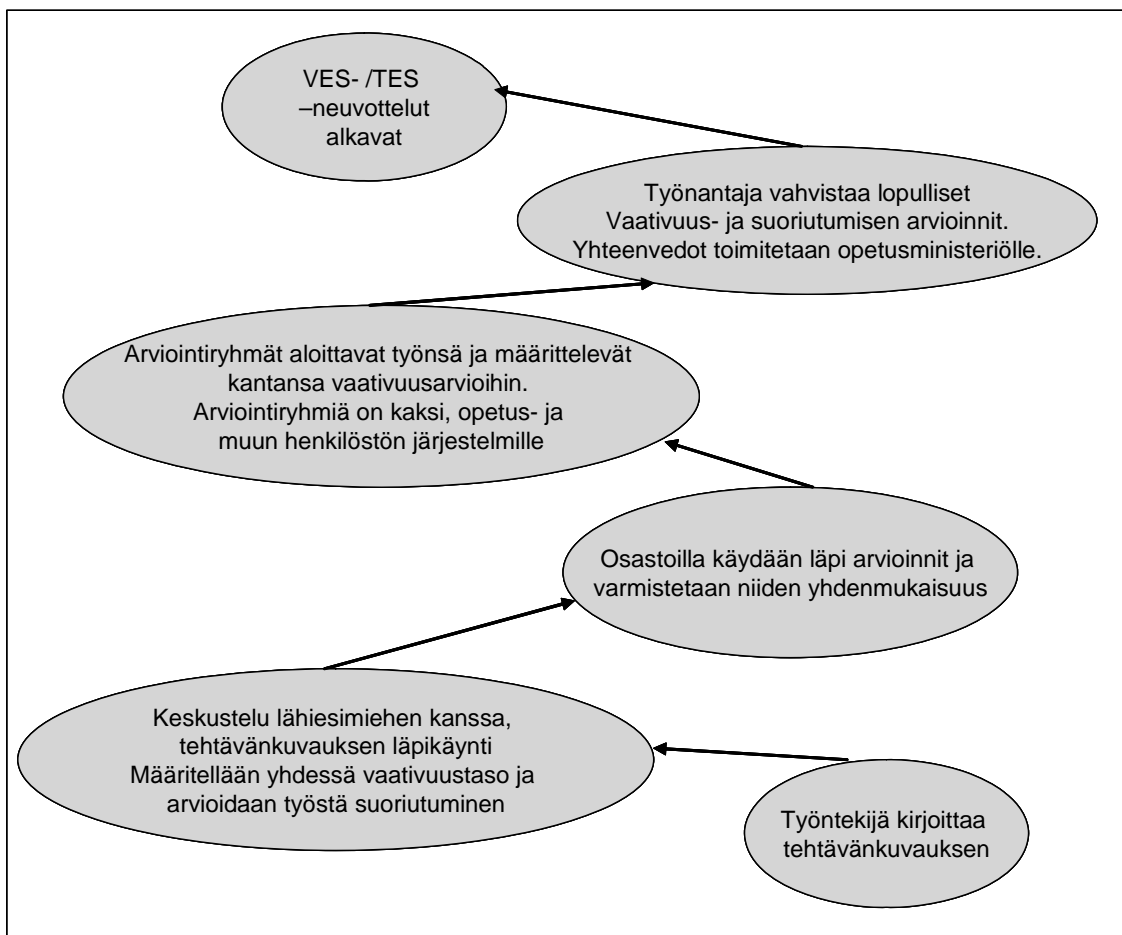 VES- /TES
–neuvottelut
alkavat
Työnantaja vahvistaa lopulliset
Vaativuus- ja suoriutumisen arvioinnit.
Yhteenvedot toimitetaan opetusministeriölle.
Arviointiryhmät aloittavat työnsä ja määrittelevät
kantansa vaativuusarvioihin.
Arviointiryhmiä on kaksi, opetus- ja
muun henkilöstön järjestelmille
Osastoilla käydään läpi arvioinnit ja
varmistetaan niiden yhdenmukaisuus
Keskustelu lähiesimiehen kanssa,
tehtävänkuvauksen läpikäynti
Määritellään yhdessä vaativuustaso ja
arvioidaan työstä suoriutuminen
Työntekijä kirjoittaa
tehtävänkuvauksen